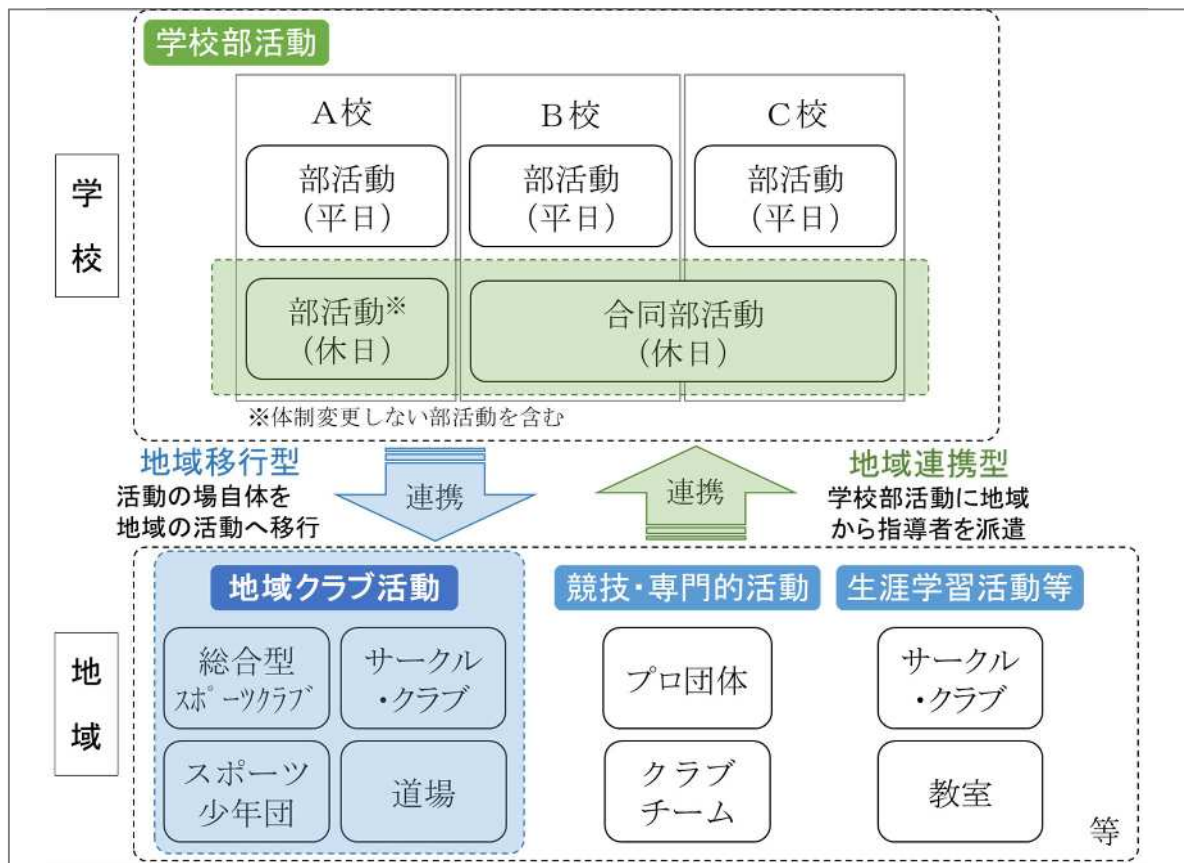 学校部活動
学校
A校
B校
C校
部活動
(平日)
部活動
(平日)
部活動
(平日)
部活動※
(休日)
合同部活動
(休日)
※体制変更しない部活動を含む
地域移行型
活動の場自体を
地域の活動へ移行
連携
連携
地域連携型
学校部活動に地域
から指導者を派遣
地域
地域クラブ活動
競技・専門的活動
生涯学習活動等
総合型
スポーツクラブ
サークル
・クラブ
スポーツ
少年団
道場
プロ団体
クラブ
チーム
サークル
・クラブ
教室
等